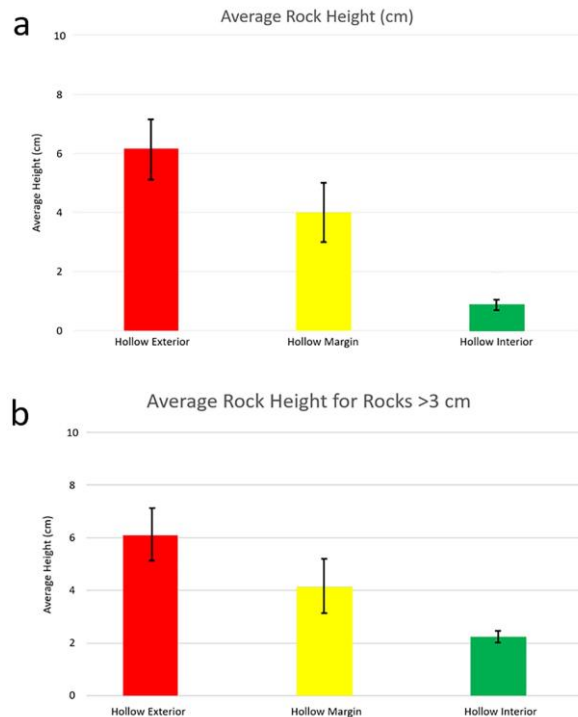 a
Average Rock Height (cm)
10
8
6
4
2
0
Average Height (cm)
Hollow Exterior
Hollow Margin
Hollow Interior
b
Average Rock Height for Rocks >3 cm
10
8
6
4
2
0
Average Height (cm)
Hollow Exterior
Hollow Margin
Hollow Interior